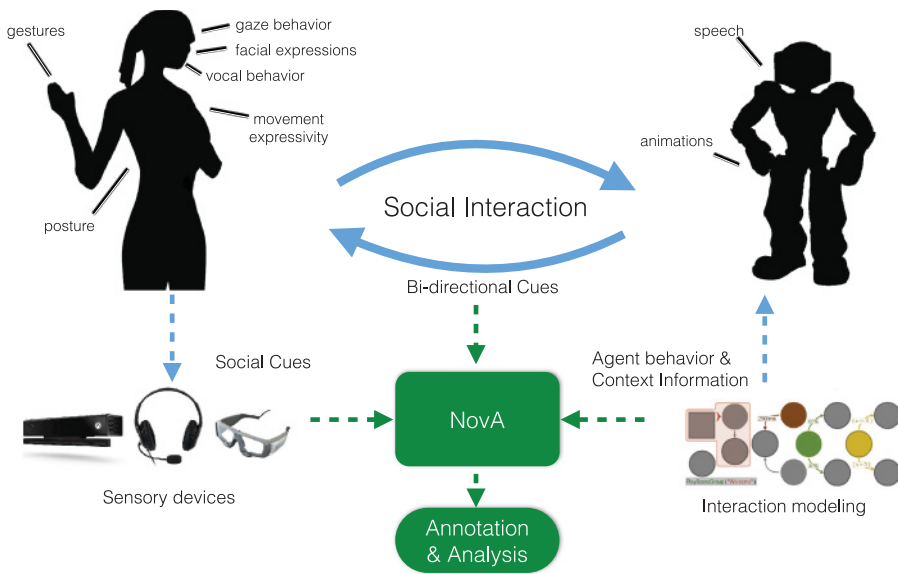 gestures
gaze behavior
facial expressions
vocal behavior
movement
expressivity
posture
speech
animations
Social Interaction
Bi-directional Cues
Social Cues
Agent behavior &
Context Information
NovA
Sensory devices
Interaction modeling
Annotation
& Analysis